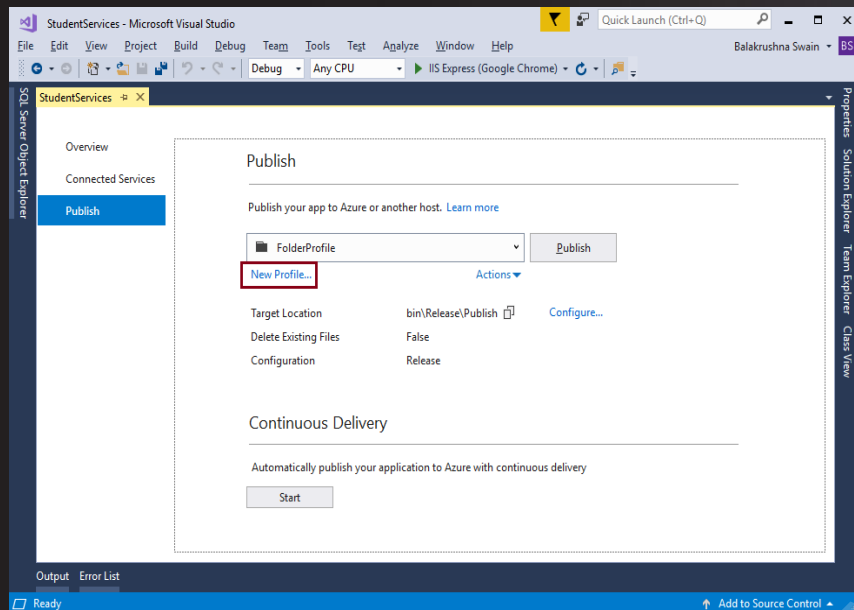 StudentServices - Microsoft Visual Studio
Quick Launch (Ctrl+Q)
File Edit View Project Build Debug Team Tools Test Analyze Window Help
Balakrushna Swain BS
Debug Any CPU IIS Express (Google Chrome)
SQL Server Object Explorer
StudentServices
Overview
Connected Services
Publish
Publish
Publish your app to Azure or another host. Learn more
FolderProfile Publish
New Profile... Actions
Target Location bin\Release\Publish Configure...
Delete Existing Files False
Configuration Release
Continuous Delivery
Automatically publish your application to Azure with continuous delivery
Start
Properties
Solution Explorer
Team Explorer
Class View
Output Error List
Ready Add to Source Control